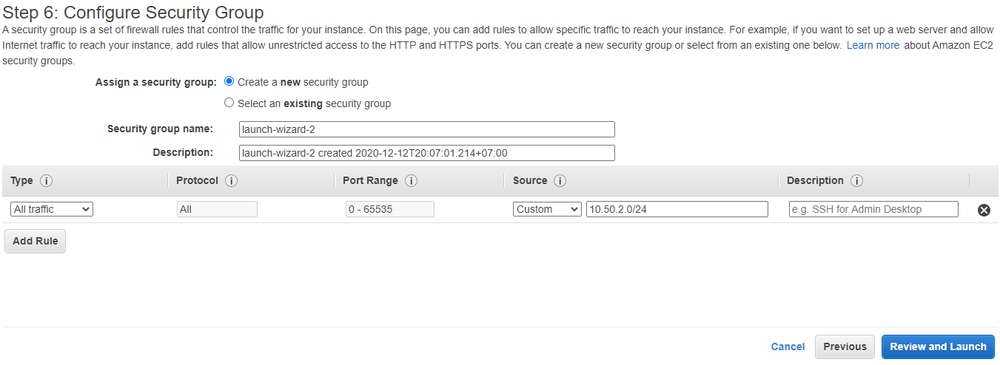 Step 6: Configure Security Group
A security group is a set of firewall rules that control the traffic for your instance. On this page, you can add rules to allow specific traffic to reach your instance. For example, if you want to set up a web server and allow
Internet traffic to reach your instance, add rules that allow unrestricted access to the HTTP and HTTPS ports. You can create a new security group or select from an existing one below. Learn more about Amazon EC2
security groups.
Assign a security group: Create a new security group
Select an existing security group
Security group name: launch-wizard-2
Description: launch-wizard-2 created 2020-12-12T20:07:01.214+07:00
Type i Protocol i Port Range i Source i Description i
All traffic All 0 - 65535 Custom 10.50.2.0/24 e.g. SSH for Admin Desktop
Add Rule
Cancel Previous Review and Launch